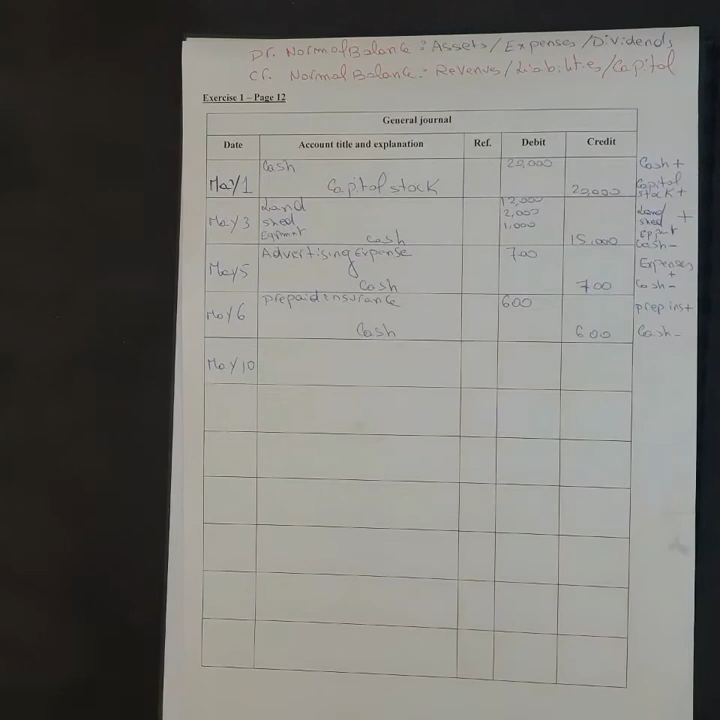 Dr. Normal Balance: Assets/Expenses/Dividends
Cr. Normal Balance: Revenus/Liabilities/Capital
Exercise 1 – Page 12
General journal
Date Account title and explanation Ref. Debit Credit
Cash 20,000 Cash +
May 1 Capital stock 20,000 Capital stock +
Land 12,000 Land
May 3 shed 2,000 shed +
Eqpment 1,000 Eqpmt
Cash 15,000 Cash -
Advertising Expense 700 Expenses +
May 5 Cash 700 Cash -
prepaid insurance 600 prep ins +
May 6 Cash 600 Cash -
May 10